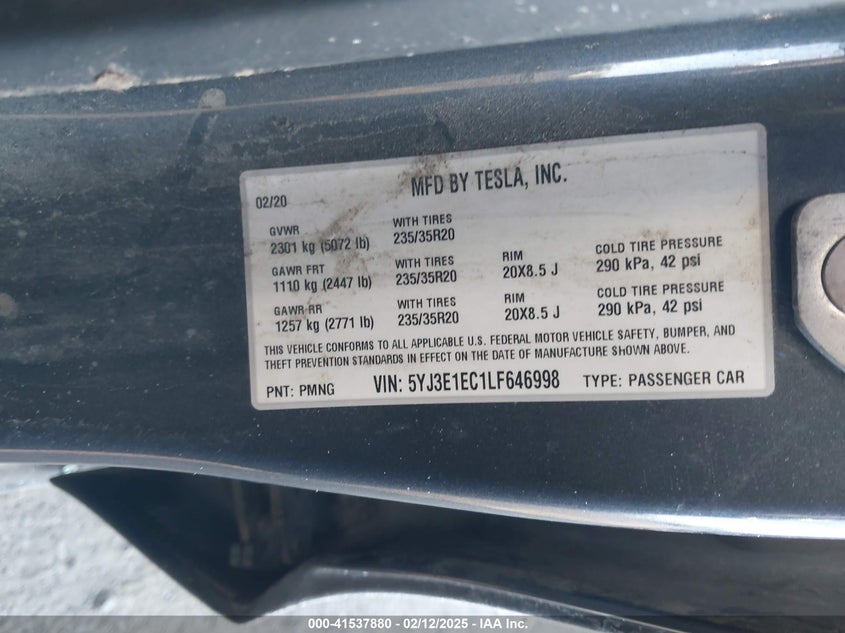 MFD BY TESLA, INC.
02/20
GVWR
2301 kg (5072 lb)
WITH TIRES
235/35R20
GAWR FRT
1110 kg (2447 lb)
WITH TIRES
235/35R20
RIM
20X8.5 J
COLD TIRE PRESSURE
290 kPa, 42 psi
GAWR RR
1257 kg (2771 lb)
WITH TIRES
235/35R20
RIM
20X8.5 J
COLD TIRE PRESSURE
290 kPa, 42 psi
THIS VEHICLE CONFORMS TO ALL APPLICABLE U.S. FEDERAL MOTOR VEHICLE SAFETY, BUMPER, AND
THEFT PREVENTION STANDARDS IN EFFECT ON THE DATE OF MANUFACTURE SHOWN ABOVE.
PNT: PMNG VIN: 5YJ3E1EC1LF646998 TYPE: PASSENGER CAR
000-41537880 - 02/12/2025 - IAA Inc.